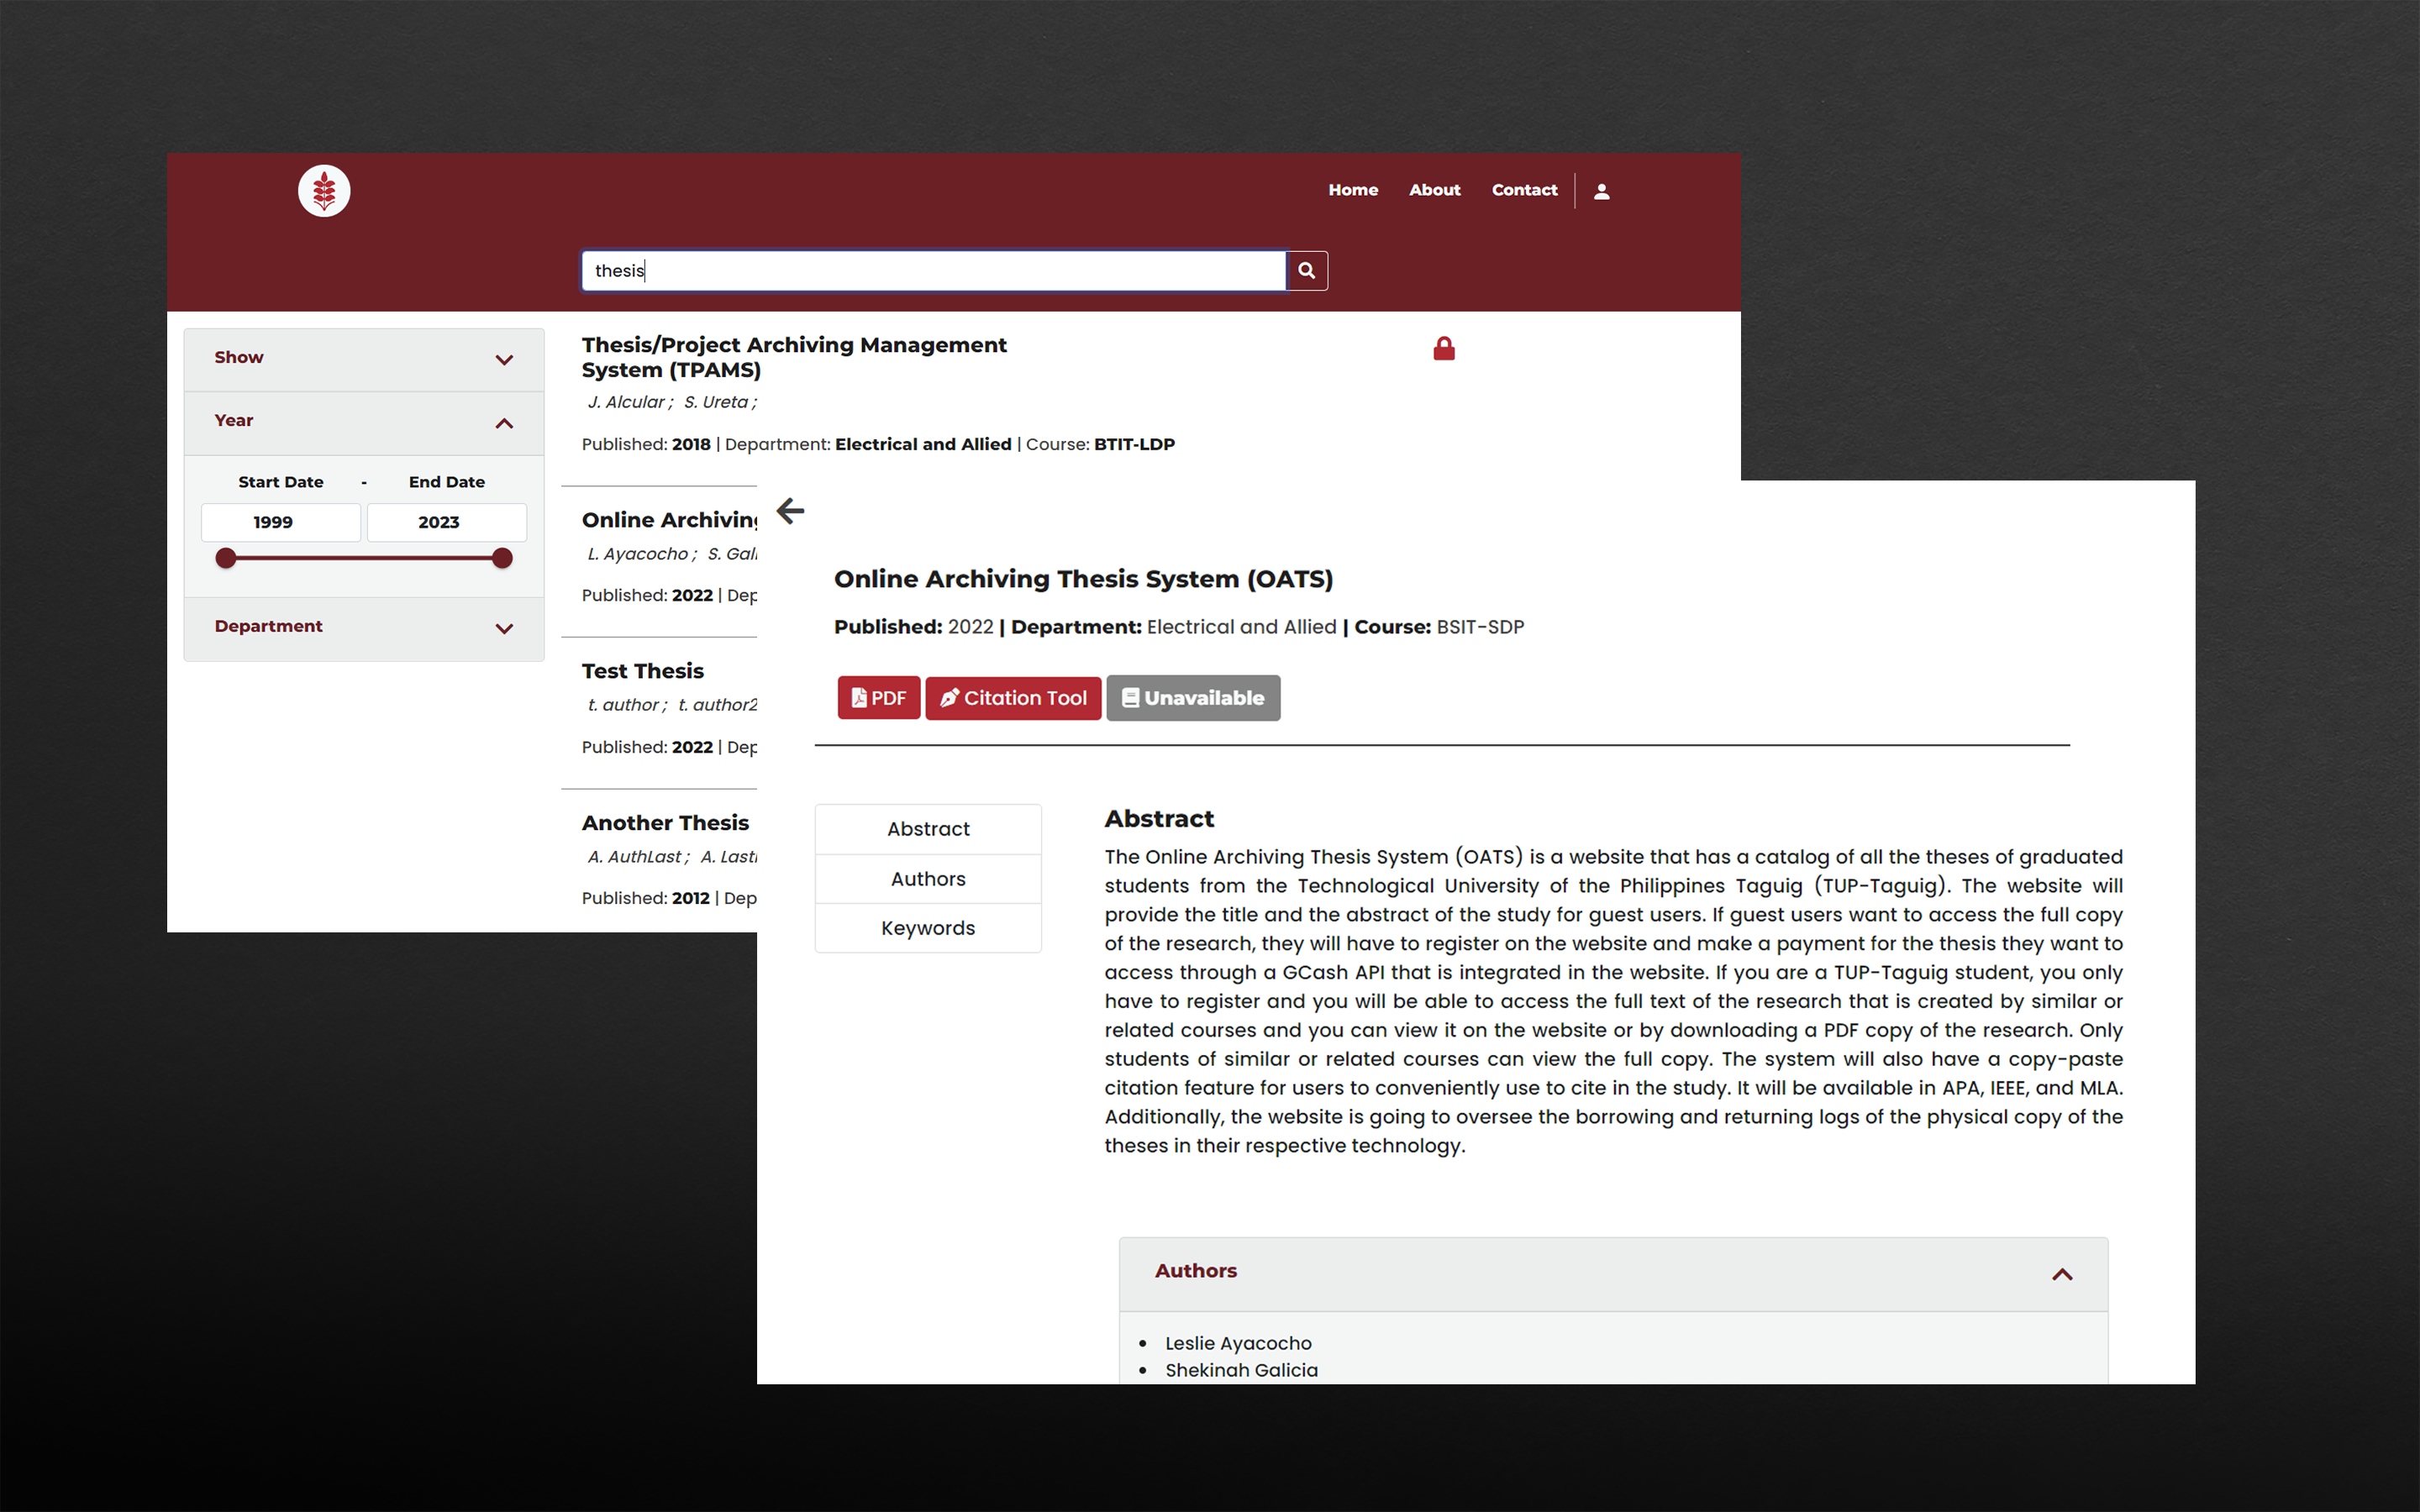 Home About Contact
thesis
Show
Year
Start Date - End Date
1999 2023
Department
Thesis/Project Archiving Management
System (TPAMS)
J. Alcular ; S. Ureta ;
Published: 2018 | Department: Electrical and Allied | Course: BTIT-LDP
Online Archiving
L. Ayacocho ; S. Gali
Published: 2022 | Dep
Test Thesis
t. author ; t. author2
Published: 2022 | Dep
Another Thesis
A. AuthLast ; A. Lastl
Published: 2012 | Dep
Online Archiving Thesis System (OATS)
Published: 2022 | Department: Electrical and Allied | Course: BSIT-SDP
PDF Citation Tool Unavailable
Abstract
Authors
Keywords
Abstract
The Online Archiving Thesis System (OATS) is a website that has a catalog of all the theses of graduated
students from the Technological University of the Philippines Taguig (TUP-Taguig). The website will
provide the title and the abstract of the study for guest users. If guest users want to access the full copy
of the research, they will have to register on the website and make a payment for the thesis they want to
access through a GCash API that is integrated in the website. If you are a TUP-Taguig student, you only
have to register and you will be able to access the full text of the research that is created by similar or
related courses and you can view it on the website or by downloading a PDF copy of the research. Only
students of similar or related courses can view the full copy. The system will also have a copy-paste
citation feature for users to conveniently use to cite in the study. It will be available in APA, IEEE, and MLA.
Additionally, the website is going to oversee the borrowing and returning logs of the physical copy of the
theses in their respective technology.
Authors
• Leslie Ayacocho
• Shekinah Galicia